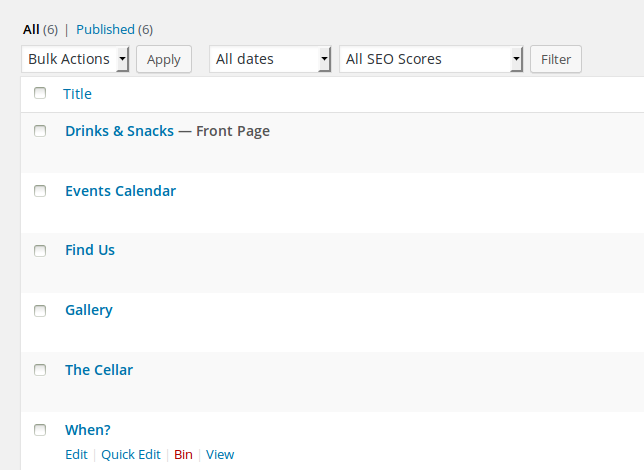 All (6) | Published (6)
Bulk Actions Apply All dates All SEO Scores Filter
Title
Drinks & Snacks — Front Page
Events Calendar
Find Us
Gallery
The Cellar
When?
Edit | Quick Edit | Bin | View